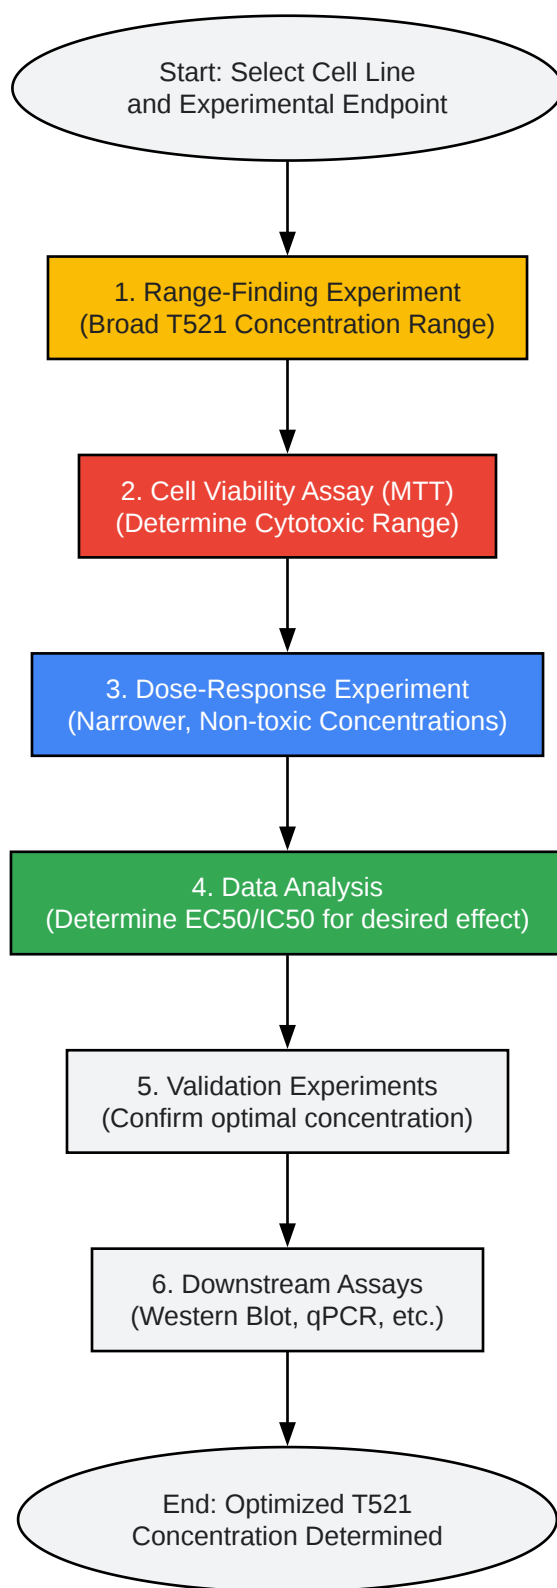 Start: Select Cell Line
and Experimental Endpoint
1. Range-Finding Experiment
(Broad T521 Concentration Range)
2. Cell Viability Assay (MTT)
(Determine Cytotoxic Range)
3. Dose-Response Experiment
(Narrower, Non-toxic Concentrations)
4. Data Analysis
(Determine EC50/IC50 for desired effect)
5. Validation Experiments
(Confirm optimal concentration)
6. Downstream Assays
(Western Blot, qPCR, etc.)
End: Optimized T521
Concentration Determined